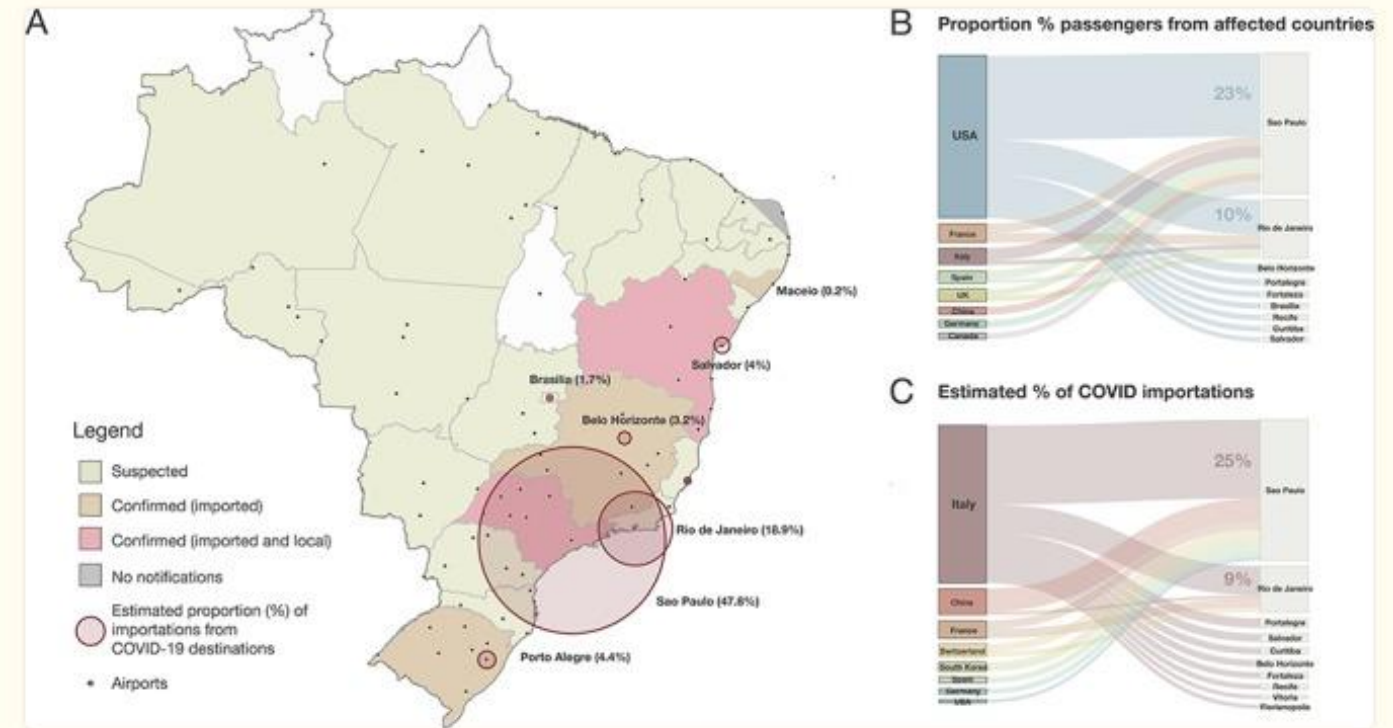 A
Maceio (0.2%)
Salvador (4%)
Brasilia (1.7%)
Belo Horizonte (3.2%)
Rio de Janeiro (18.9%)
Sao Paulo (47.8%)
Porto Alegre (4.4%)
Legend
Suspected
Confirmed (imported)
Confirmed (imported and local)
No notifications
Estimated proportion (%) of
importations from
COVID-19 destinations
Airports
B
Proportion % passengers from affected countries
USA
France
Italy
Spain
UK
China
Germany
Canada
23%
10%
Sao Paulo
Rio de Janeiro
Belo Horizonte
Portalegre
Fortaleza
Brasilia
Recife
Curitiba
Salvador
C
Estimated % of COVID importations
Italy
China
France
Switzerland
South Korea
Spain
Germany
USA
25%
9%
Sao Paulo
Rio de Janeiro
Portalegre
Salvador
Curitiba
Belo Horizonte
Fortaleza
Recife
Vitoria
Florianopolis